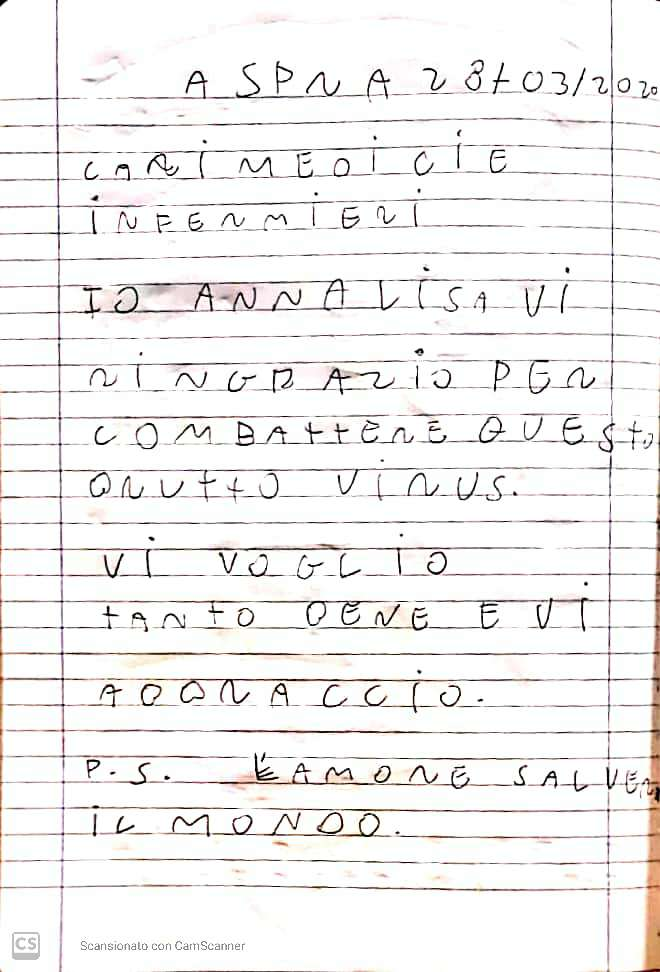 ASPRA 28/03/2020
CARI MEDICI E
INFERMIERI
IO ANNALISA VI
RINGRAZIO PER
COMBATTERE QUESTO
BRUTTO VIRUS.
VI VOGLIO
TANTO BENE E VI
ABBRACCIO.
P.S. L'AMORE SALVERÀ
IL MONDO.
CS Scansionato con CamScanner